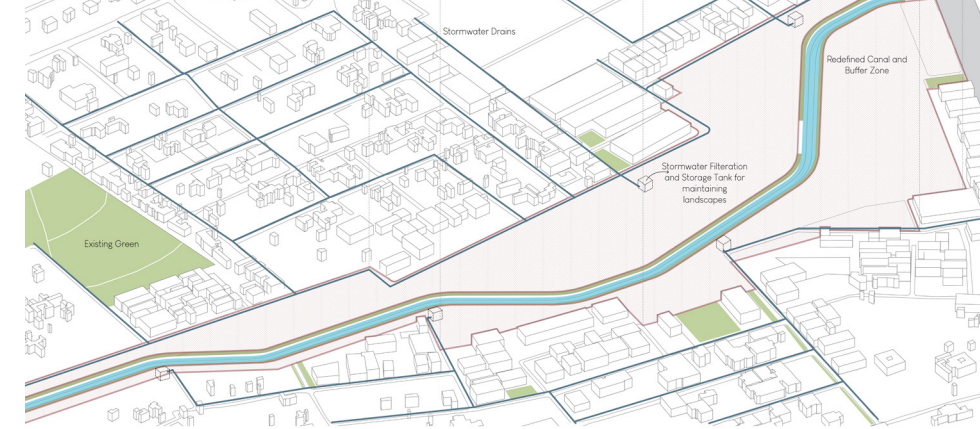 Stormwater Drains
Redefined Canal and
Buffer Zone
Stormwater Filteration
and Storage Tank for
maintaining
landscapes
Existing Green